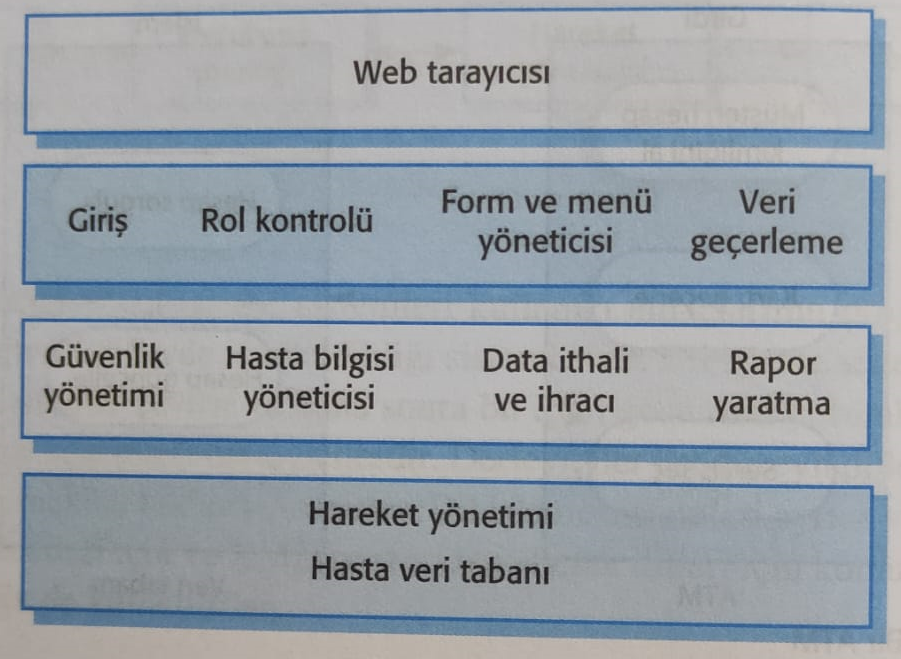 Web tarayıcısı
Giriş
Rol kontrolü
Form ve menü
yöneticisi
Veri
geçerleme
Güvenlik
yönetimi
Hasta bilgisi
yöneticisi
Data ithali
ve ihracı
Rapor
yaratma
Hareket yönetimi
Hasta veri tabanı